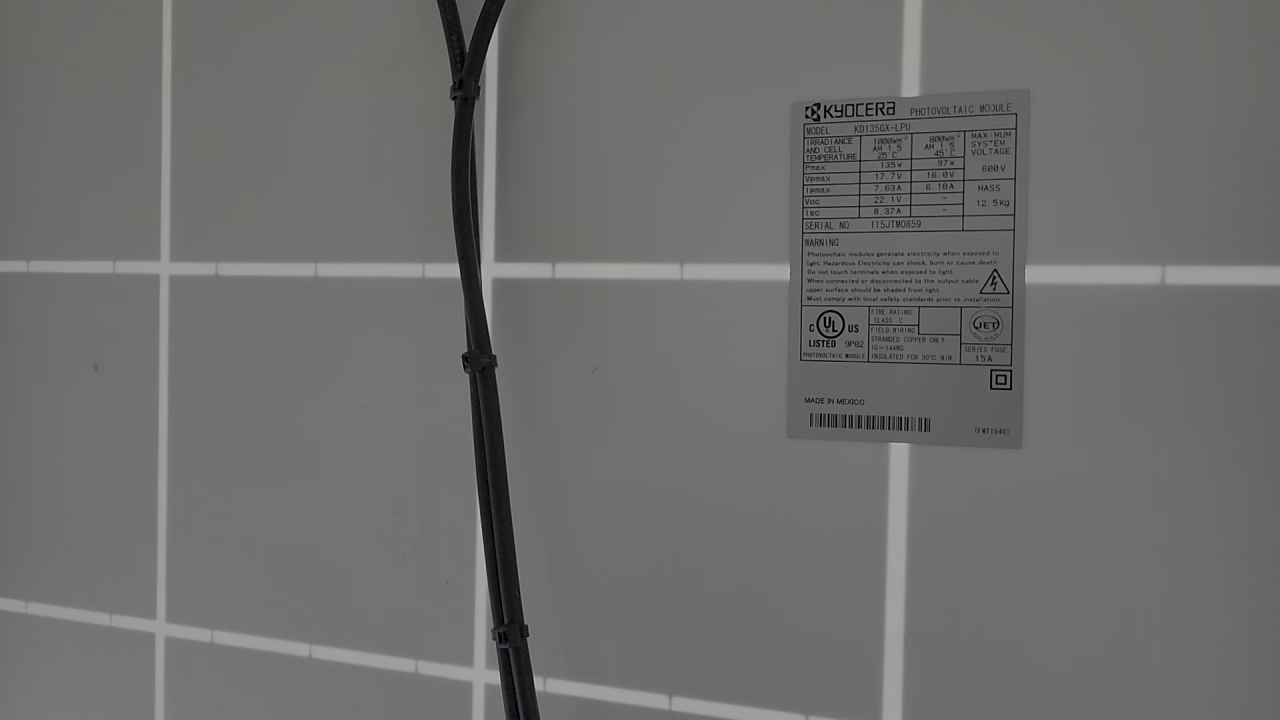 KYOCERA PHOTOVOLTAIC MODULE
MODEL KD135GX-LPU
IRRADIANCE AND CELL TEMPERATURE 1000Wm⁻² AM 1.5 25°C 800Wm⁻² AM 1.5 45°C MAXIMUM SYSTEM VOLTAGE
Pmax 135W 97W 600V
Vpmax 17.7V 16.0V
Ipmax 7.63A 6.10A MASS
Voc 22.1V - 12.5kg
Isc 8.37A -
SERIAL NO. 115JTM0859
WARNING
Photovoltaic modules generate electricity when exposed to
light. Hazardous Electricity can shock, burn or cause death.
Do not touch terminals when exposed to light.
When connected or disconnected to the output cable,
upper surface should be shaded from light.
Must comply with local safety standards prior to installation.
C UL US
LISTED 9P82
PHOTOVOLTAIC MODULE
FIRE RATING
CLASS C
FIELD WIRING
STRANDED COPPER ONLY
10~14AWG
INSULATED FOR 90°C MIN.
JET
SERIES FUSE
15A
MADE IN MEXICO